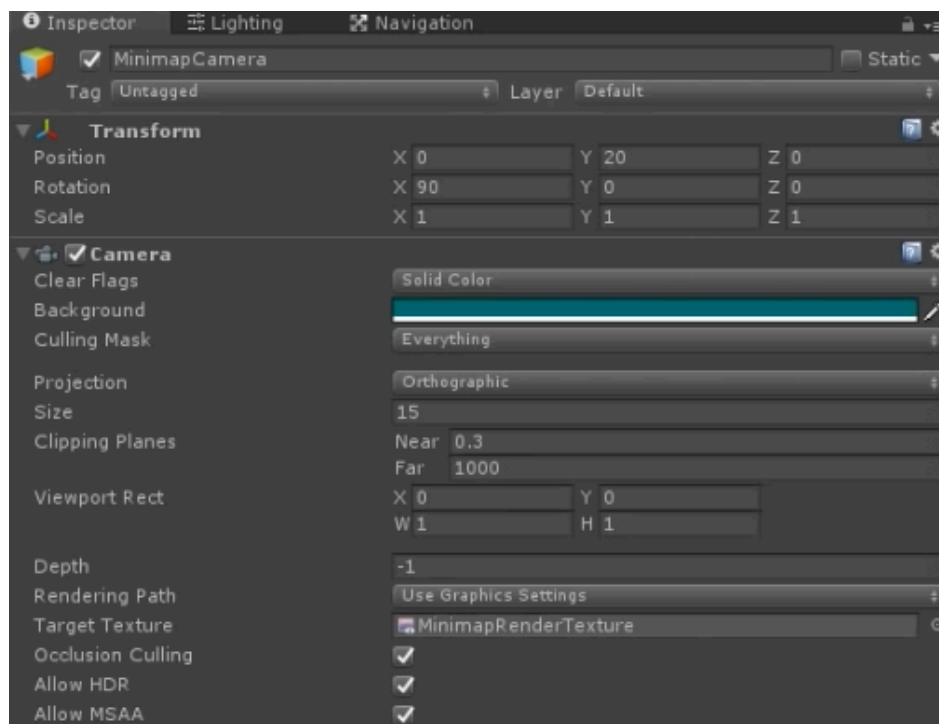 Inspector Lighting Navigation
MinimapCamera Static
Tag Untagged Layer Default
Transform
Position X 0 Y 20 Z 0
Rotation X 90 Y 0 Z 0
Scale X 1 Y 1 Z 1
Camera
Clear Flags Solid Color
Background
Culling Mask Everything
Projection Orthographic
Size 15
Clipping Planes Near 0.3
Far 1000
Viewport Rect X 0 Y 0
W 1 H 1
Depth -1
Rendering Path Use Graphics Settings
Target Texture MinimapRenderTexture
Occlusion Culling
Allow HDR
Allow MSAA